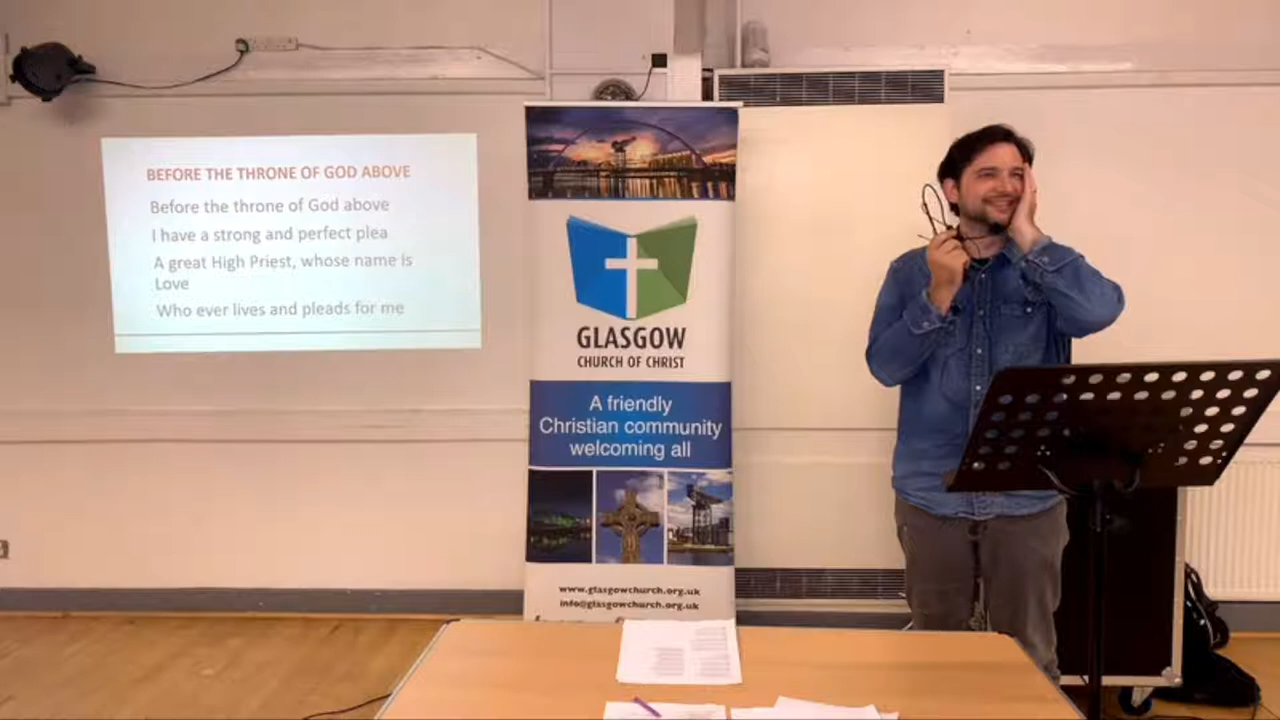 BEFORE THE THRONE OF GOD ABOVE
Before the throne of God above
I have a strong and perfect plea
A great High Priest, whose name is
Love
Who ever lives and pleads for me
GLASGOW
CHURCH OF CHRIST
A friendly
Christian community
welcoming all
www.glasgowchurch.org.uk
info@glasgowchurch.org.uk